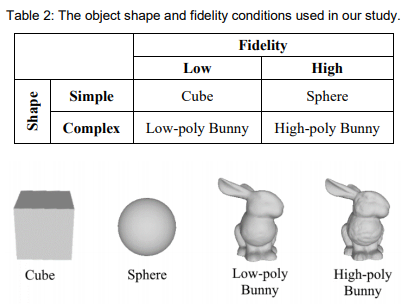 Table 2: The object shape and fidelity conditions used in our study.
Fidelity
Low High
Shape
Simple Cube Sphere
Complex Low-poly Bunny High-poly Bunny
Cube Sphere Low-poly Bunny High-poly Bunny